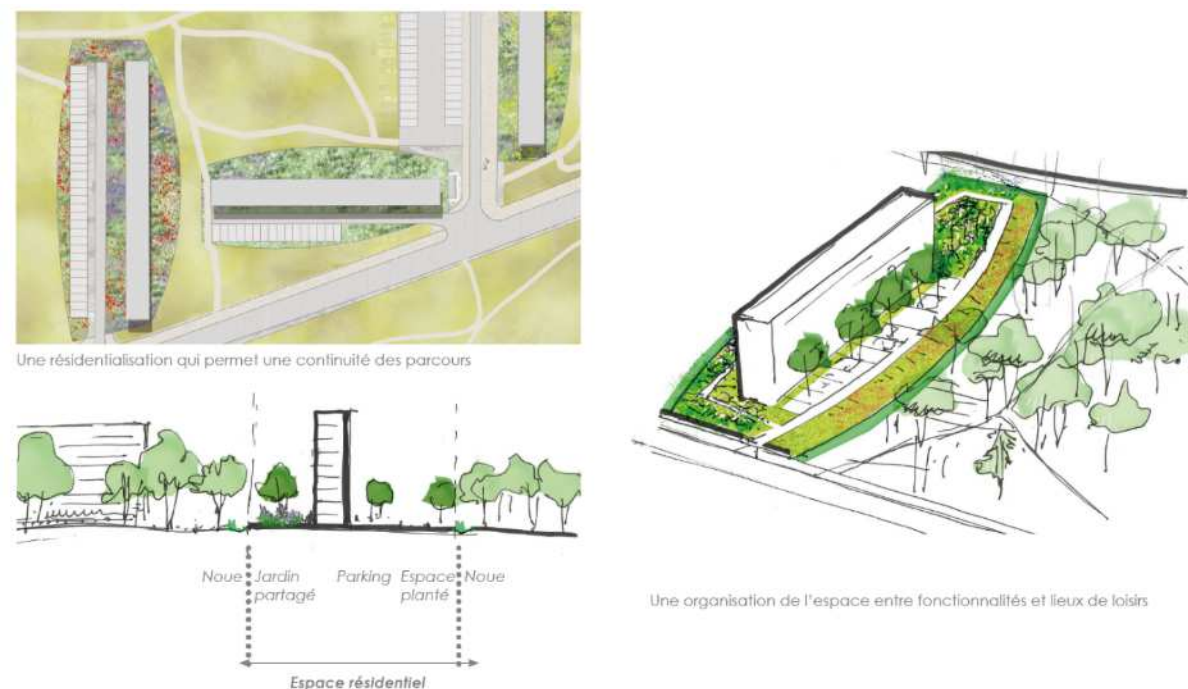 Une résidentialisation qui permet une continuité des parcours
Noue
Jardin
partagé
Parking
Espace
planté
Noue
Espace résidentiel
Une organisation de l'espace entre fonctionnalités et lieux de loisirs